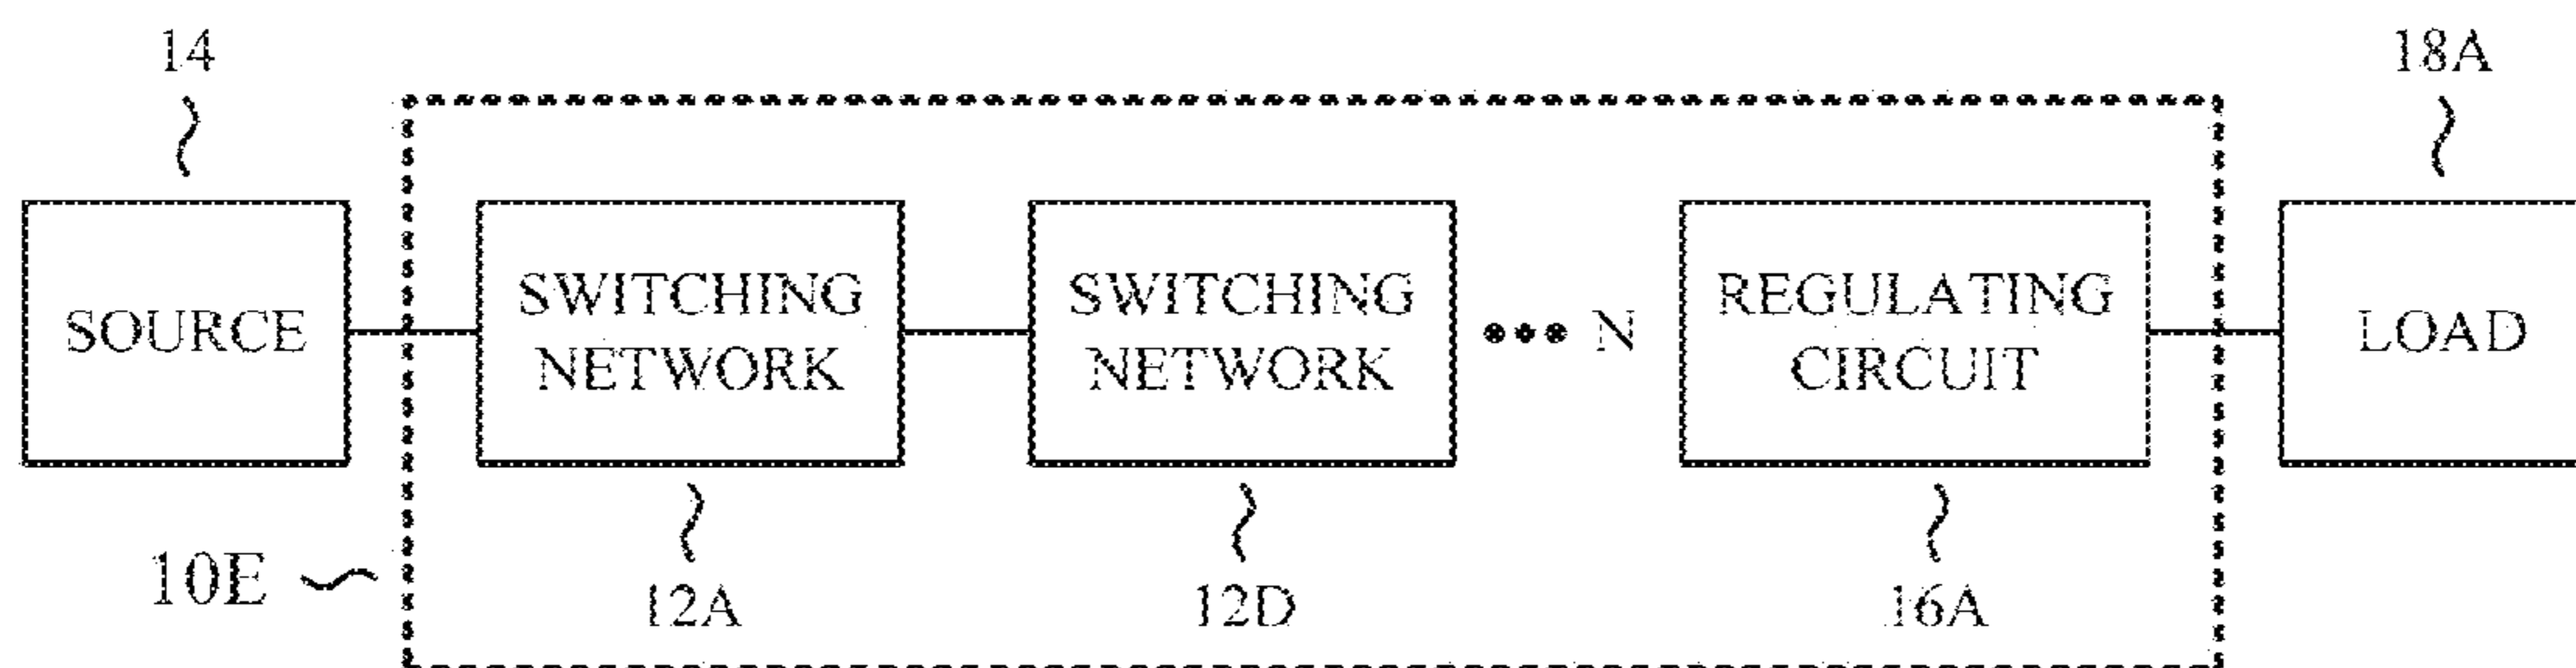 14
18A
SOURCE
SWITCHING
NETWORK
SWITCHING
NETWORK
••• N
REGULATING
CIRCUIT
LOAD
10E
12A
12D
16A